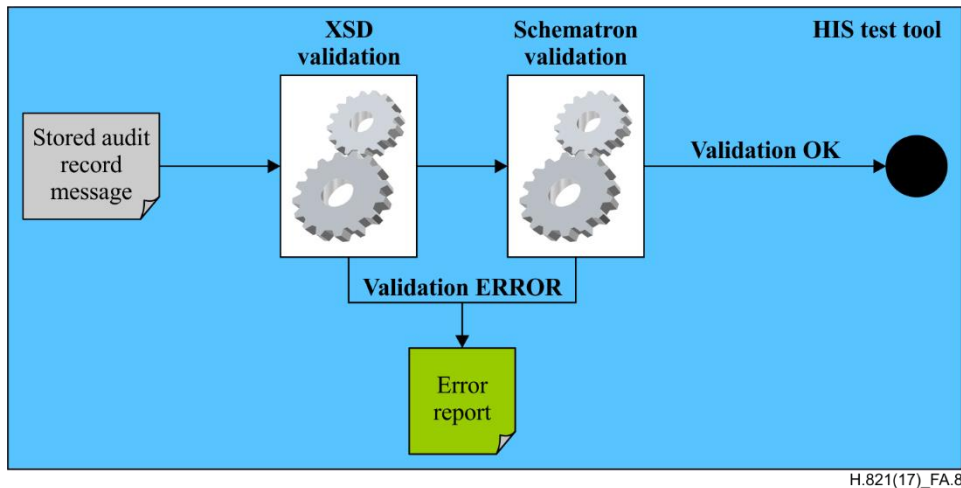 XSD
validation
Schematron
validation
HIS test tool
Stored audit
record
message
Validation OK
Validation ERROR
Error
report
H.821(17)_FA.8